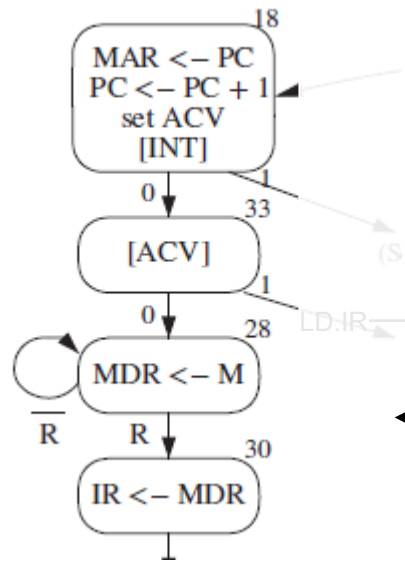 18
MAR <– PC
PC <– PC + 1
set ACV
[INT]
0
1
33
(S
[ACV]
0
1
LD.IR
28
MDR <– M
R̅
R
30
IR <– MDR